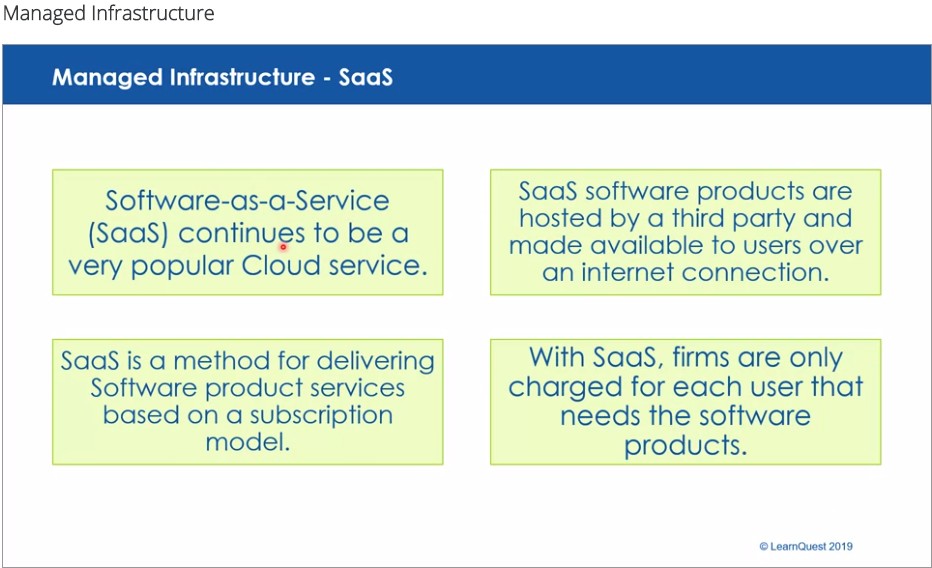 Managed Infrastructure
Managed Infrastructure - SaaS
Software-as-a-Service
(SaaS) continues to be a
very popular Cloud service.
SaaS software products are
hosted by a third party and
made available to users over
an internet connection.
SaaS is a method for delivering
Software product services
based on a subscription
model.
With SaaS, firms are only
charged for each user that
needs the software
products.
© LearnQuest 2019